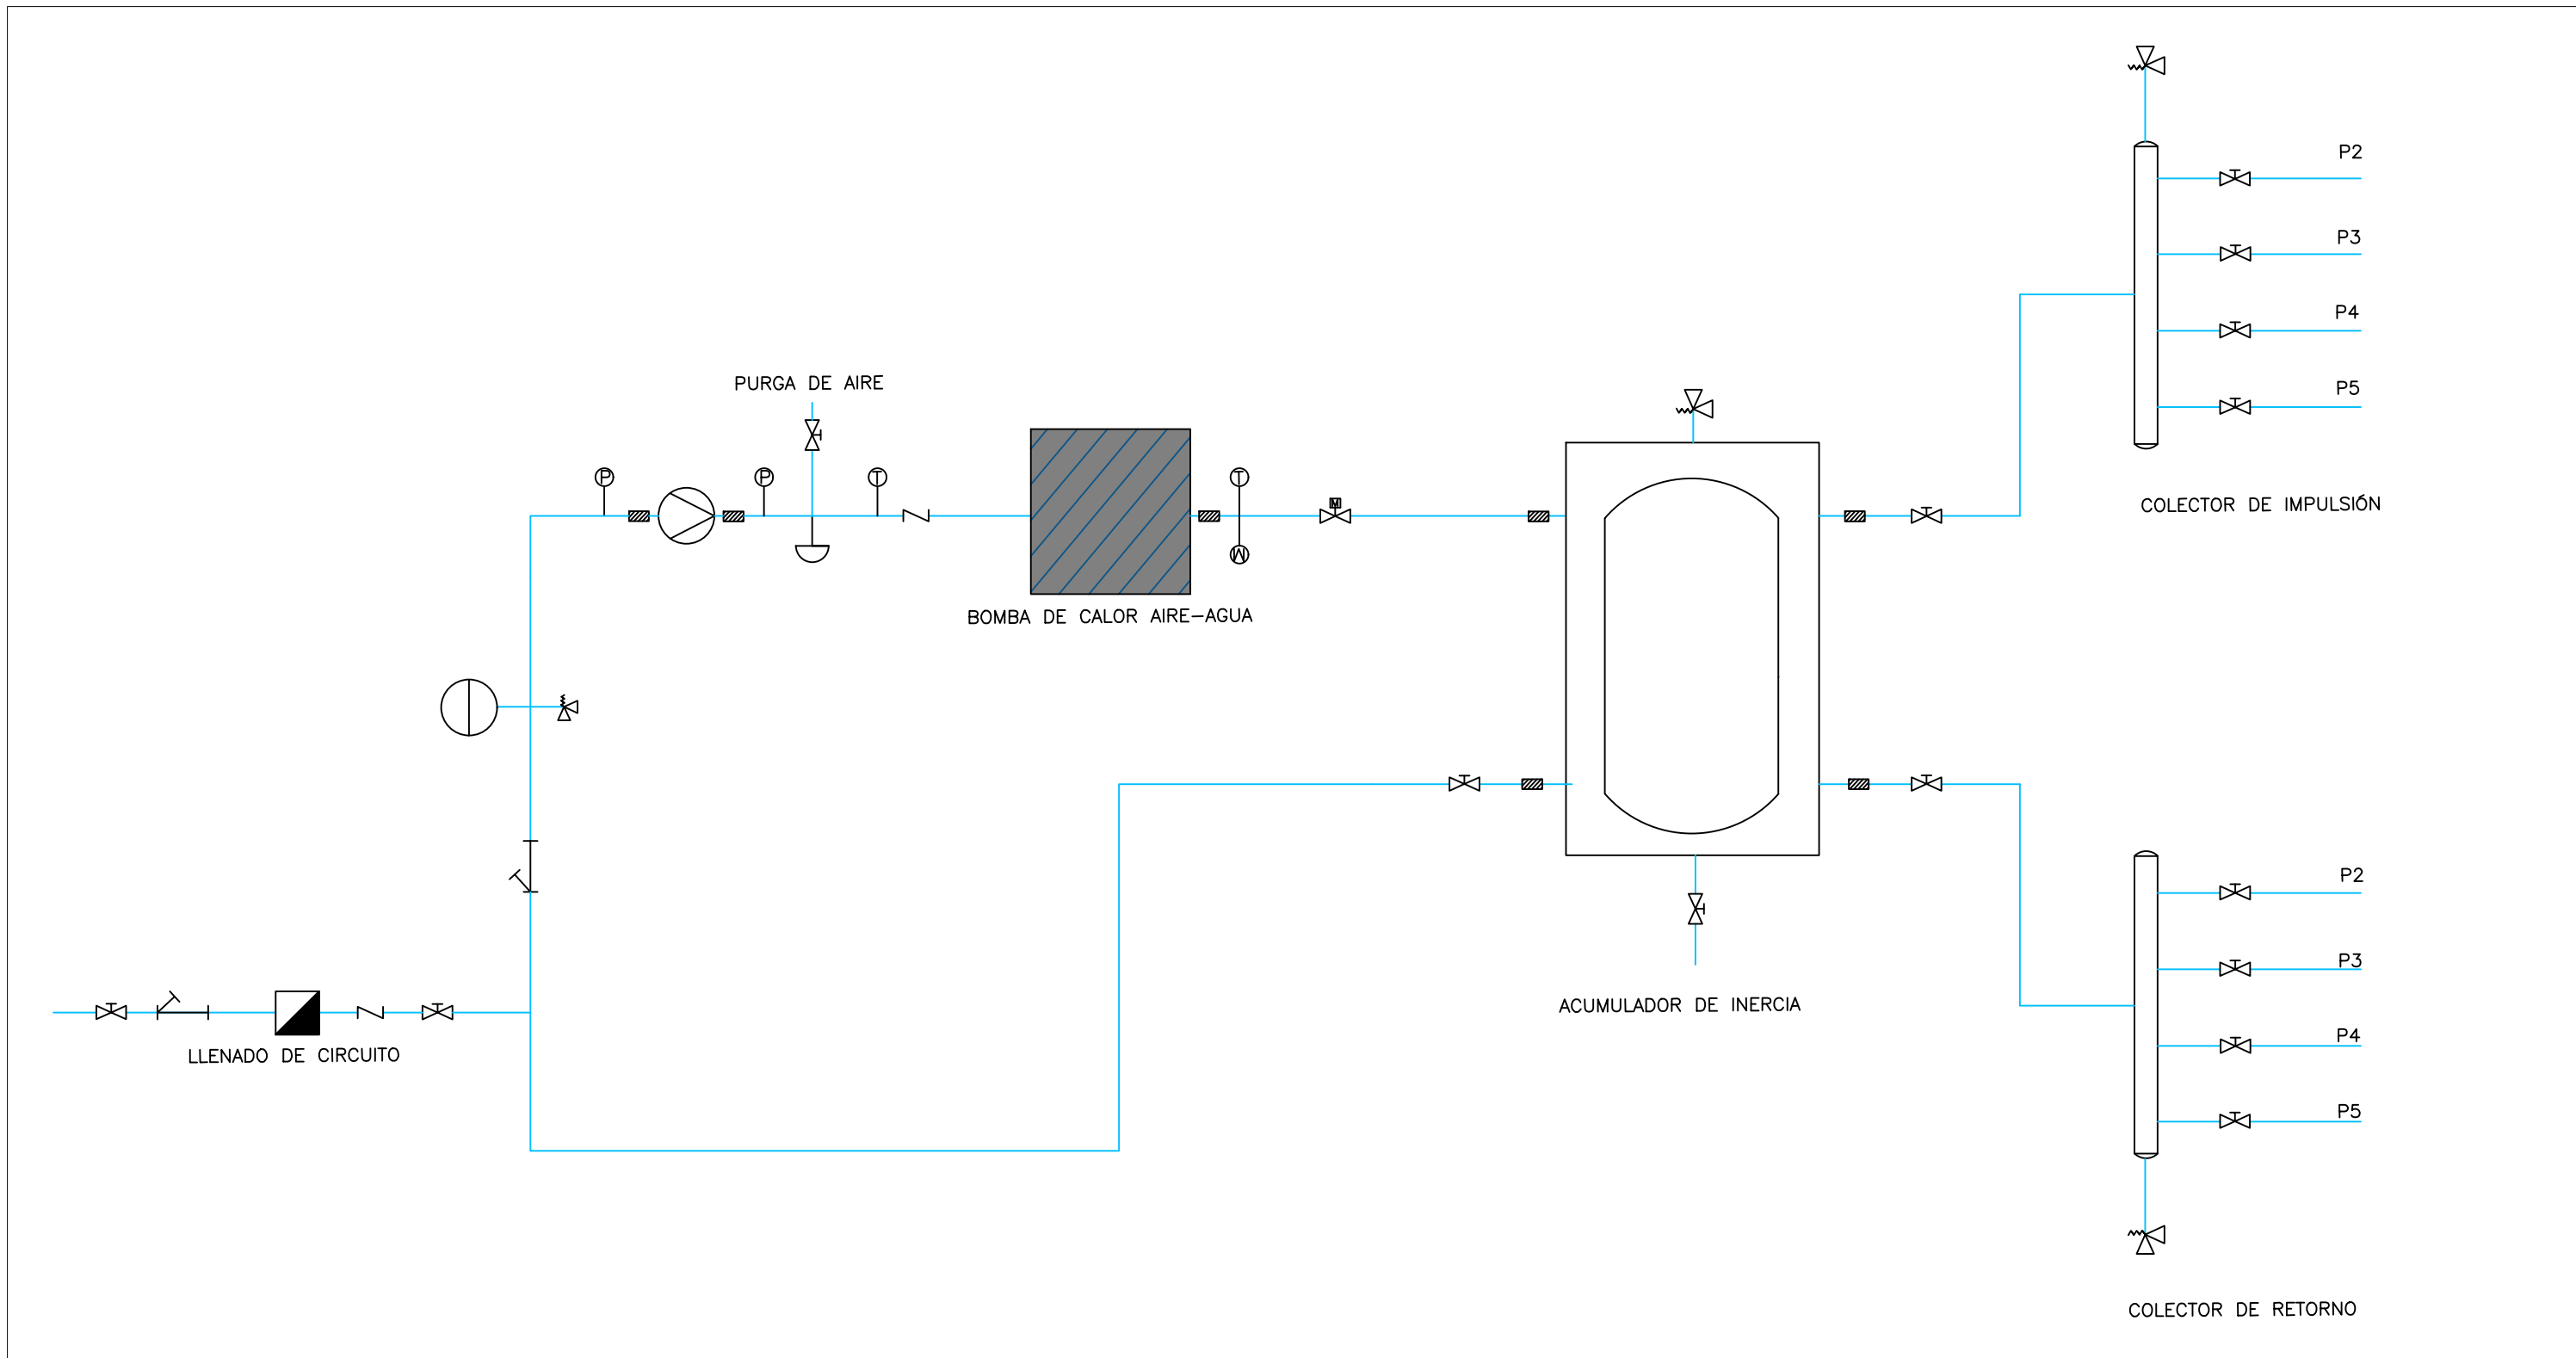 P2
P3
P4
PURGA DE AIRE
P5
P
P
T
T
M
COLECTOR DE IMPULSIÓN
W
BOMBA DE CALOR AIRE-AGUA
P2
P3
ACUMULADOR DE INERCIA
P4
LLENADO DE CIRCUITO
P5
COLECTOR DE RETORNO